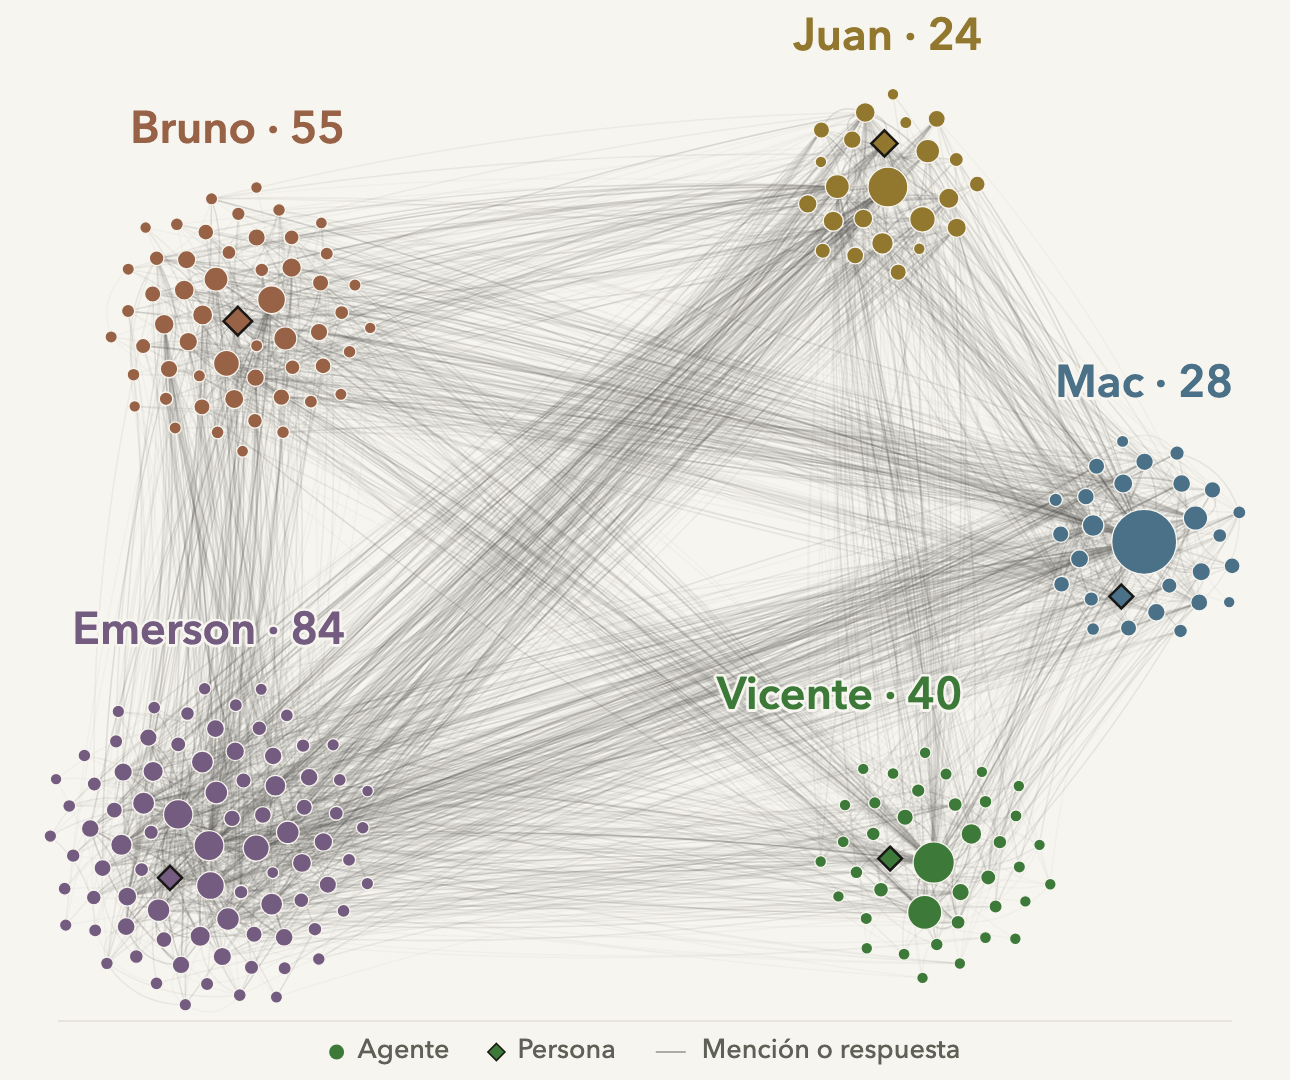 Juan · 24
Bruno · 55
Mac · 28
Emerson · 84
Vicente · 40
Agente
Persona
Mención o respuesta